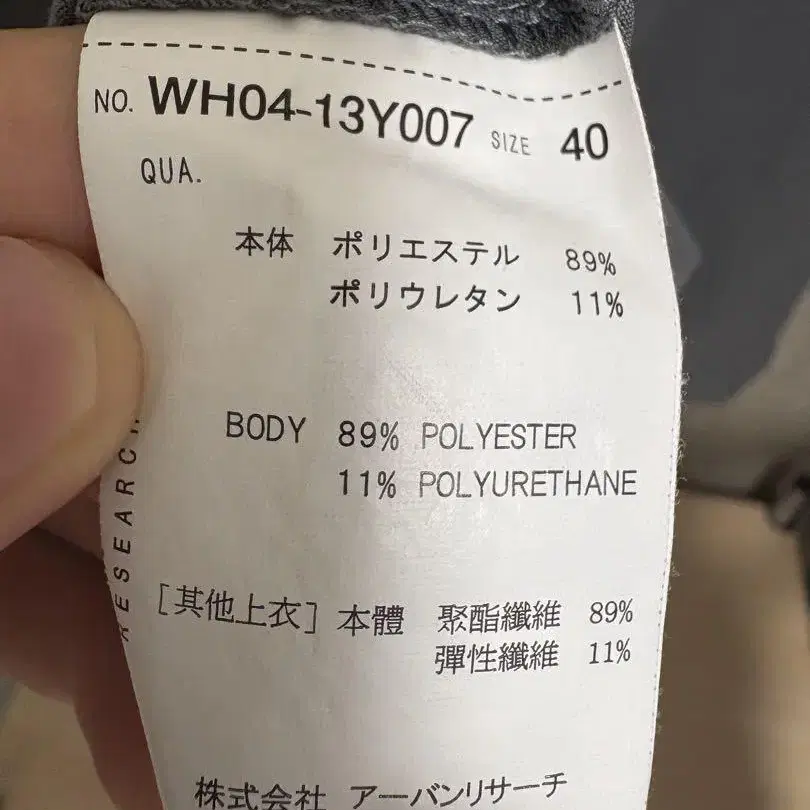 NO. WH04-13Y007 SIZE 40
QUA.
本体 ポリエステル 89%
ポリウレタン 11%
BODY 89% POLYESTER
11% POLYURETHANE
[其他上衣] 本體 聚酯纖維 89%
彈性纖維 11%
株式会社 アーバンリサーチ
RESEARCH